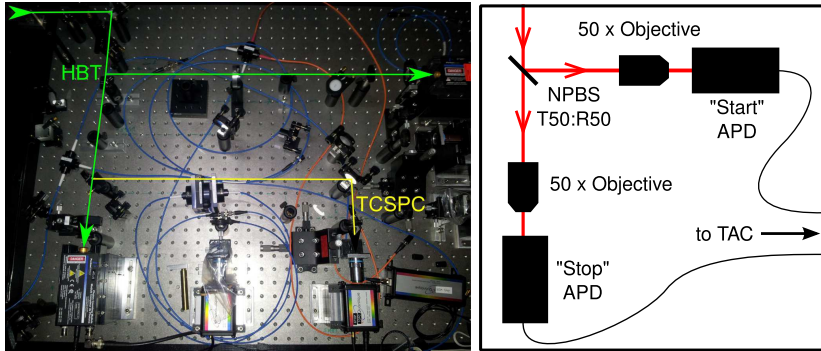 HBT
TCSPC
50 x Objective
NPBS
T50:R50
"Start"
APD
50 x Objective
to TAC
"Stop"
APD